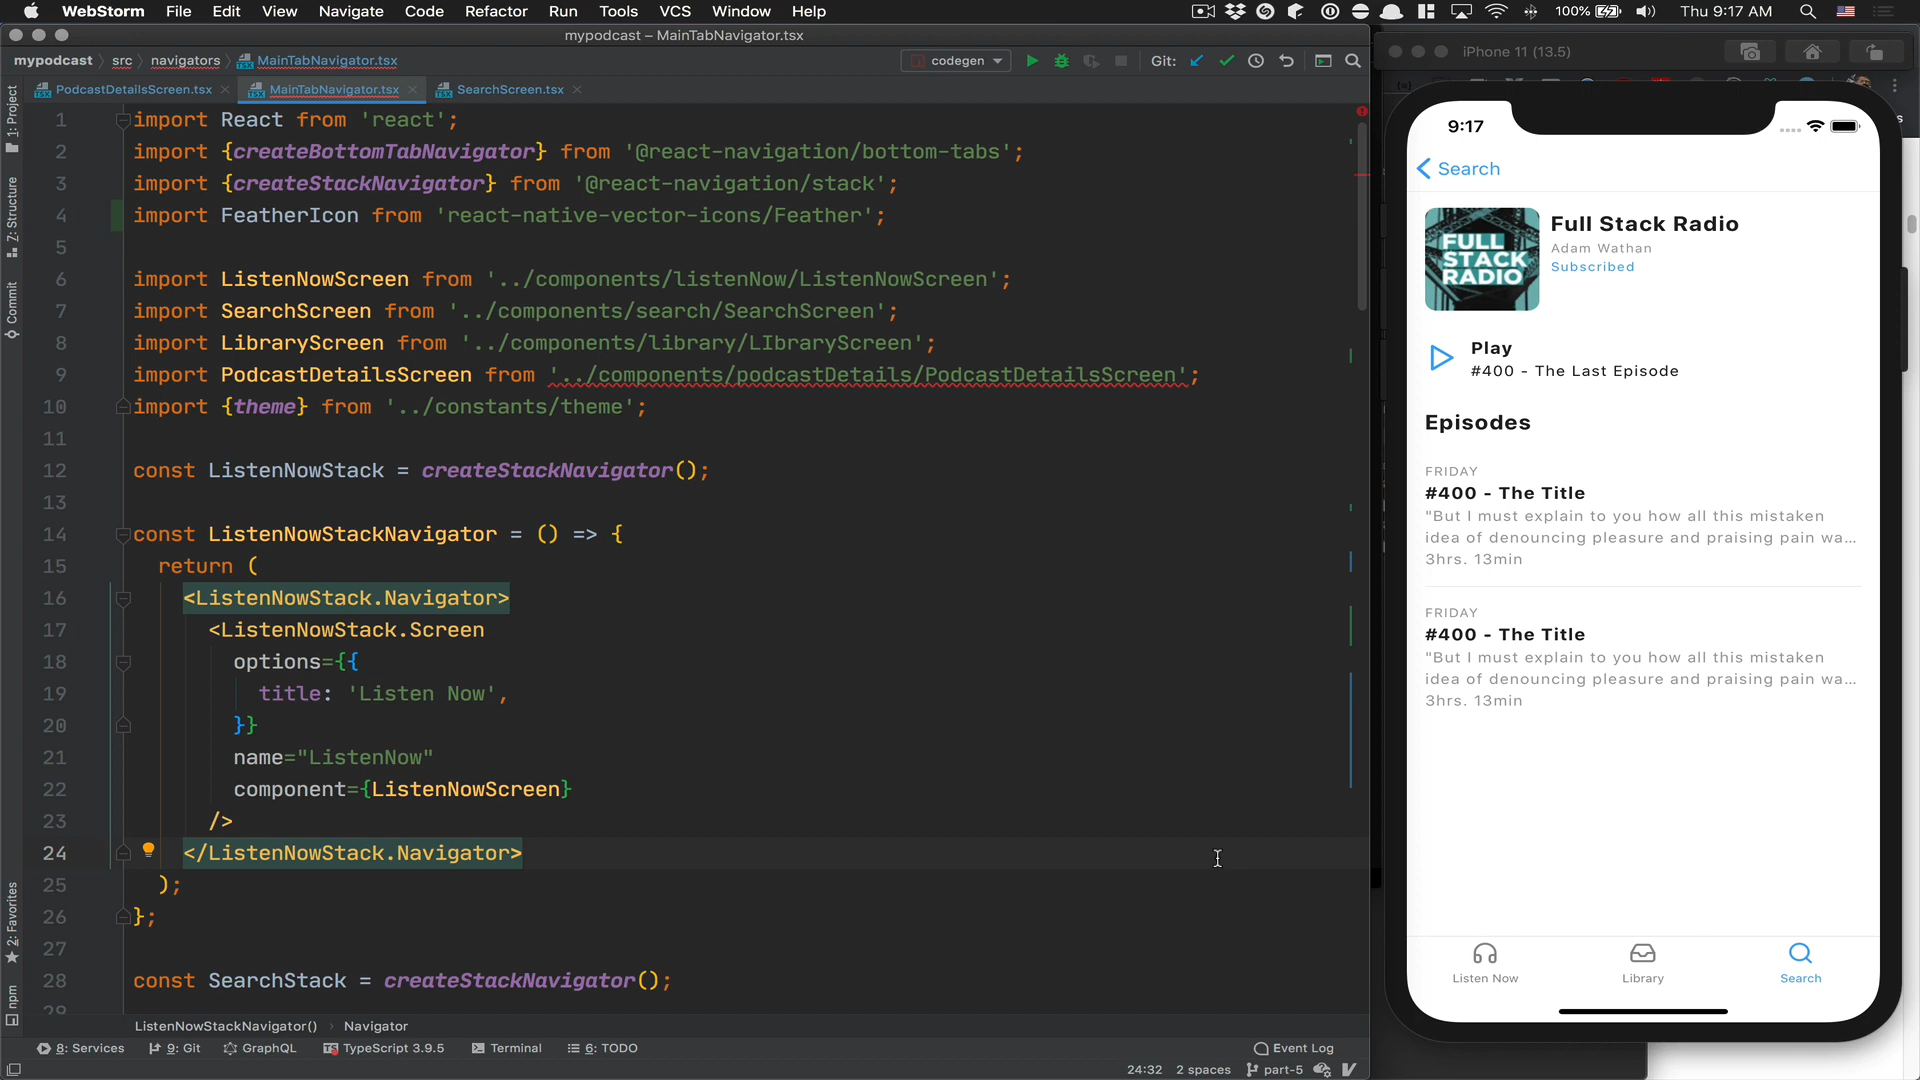 WebStorm File Edit View Navigate Code Refactor Run Tools VCS Window Help
100% Thu 9:17 AM
mypodcast – MainTabNavigator.tsx
mypodcast src navigators MainTabNavigator.tsx
codegen Git:
PodcastDetailsScreen.tsx MainTabNavigator.tsx SearchScreen.tsx
1: Project
Z: Structure
Commit
2: Favorites
npm
1 import React from 'react';
2 import {createBottomTabNavigator} from '@react-navigation/bottom-tabs';
3 import {createStackNavigator} from '@react-navigation/stack';
4 import FeatherIcon from 'react-native-vector-icons/Feather';
5
6 import ListenNowScreen from '../components/listenNow/ListenNowScreen';
7 import SearchScreen from '../components/search/SearchScreen';
8 import LibraryScreen from '../components/library/LIbraryScreen';
9 import PodcastDetailsScreen from '../components/podcastDetails/PodcastDetailsScreen';
10 import {theme} from '../constants/theme';
11
12 const ListenNowStack = createStackNavigator();
13
14 const ListenNowStackNavigator = () => {
15 return (
16 <ListenNowStack.Navigator>
17 <ListenNowStack.Screen
18 options={{
19 title: 'Listen Now',
20 }}
21 name="ListenNow"
22 component={ListenNowScreen}
23 />
24 </ListenNowStack.Navigator>
25 );
26 };
27
28 const SearchStack = createStackNavigator();
29
ListenNowStackNavigator() Navigator
8: Services 9: Git GraphQL TypeScript 3.9.5 Terminal 6: TODO Event Log
24:32 2 spaces part-5
iPhone 11 (13.5)
9:17
Search
FULL STACK RADIO
Full Stack Radio
Adam Wathan
Subscribed
Play
#400 - The Last Episode
Episodes
FRIDAY
#400 - The Title
"But I must explain to you how all this mistaken
idea of denouncing pleasure and praising pain wa...
3hrs. 13min
FRIDAY
#400 - The Title
"But I must explain to you how all this mistaken
idea of denouncing pleasure and praising pain wa...
3hrs. 13min
Listen Now Library Search